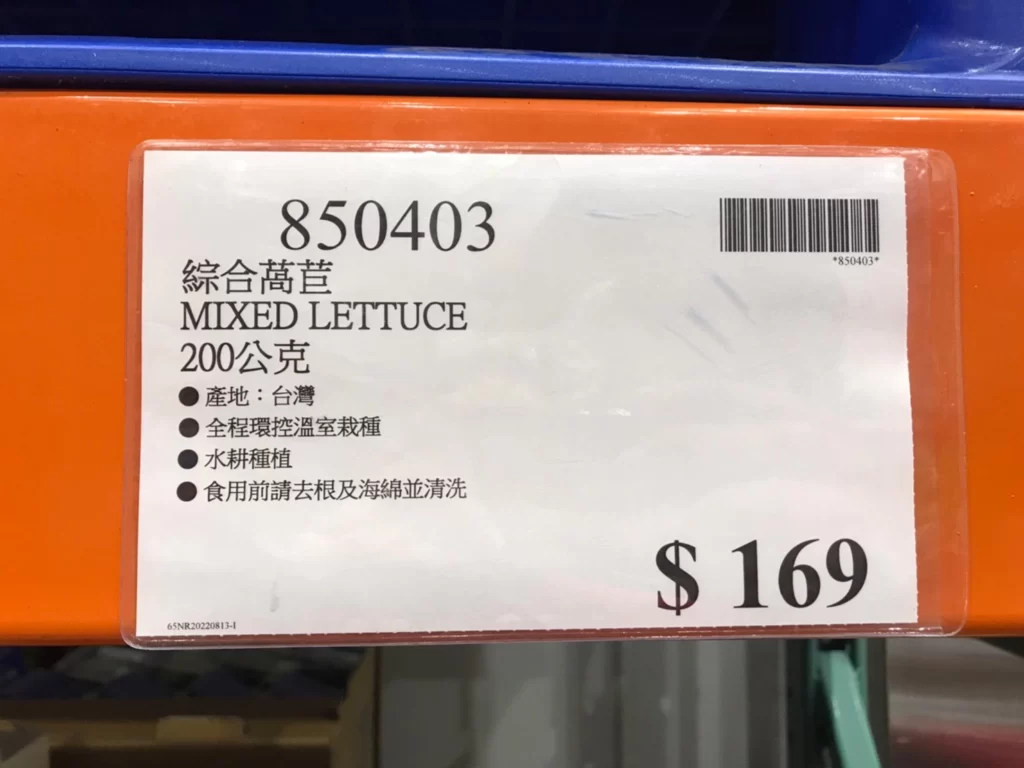 850403
*850403*
綜合萵苣
MIXED LETTUCE
200公克
●產地：台灣
●全程環控溫室栽種
●水耕種植
●食用前請去根及海綿並清洗
$ 169
65NR20220813-1